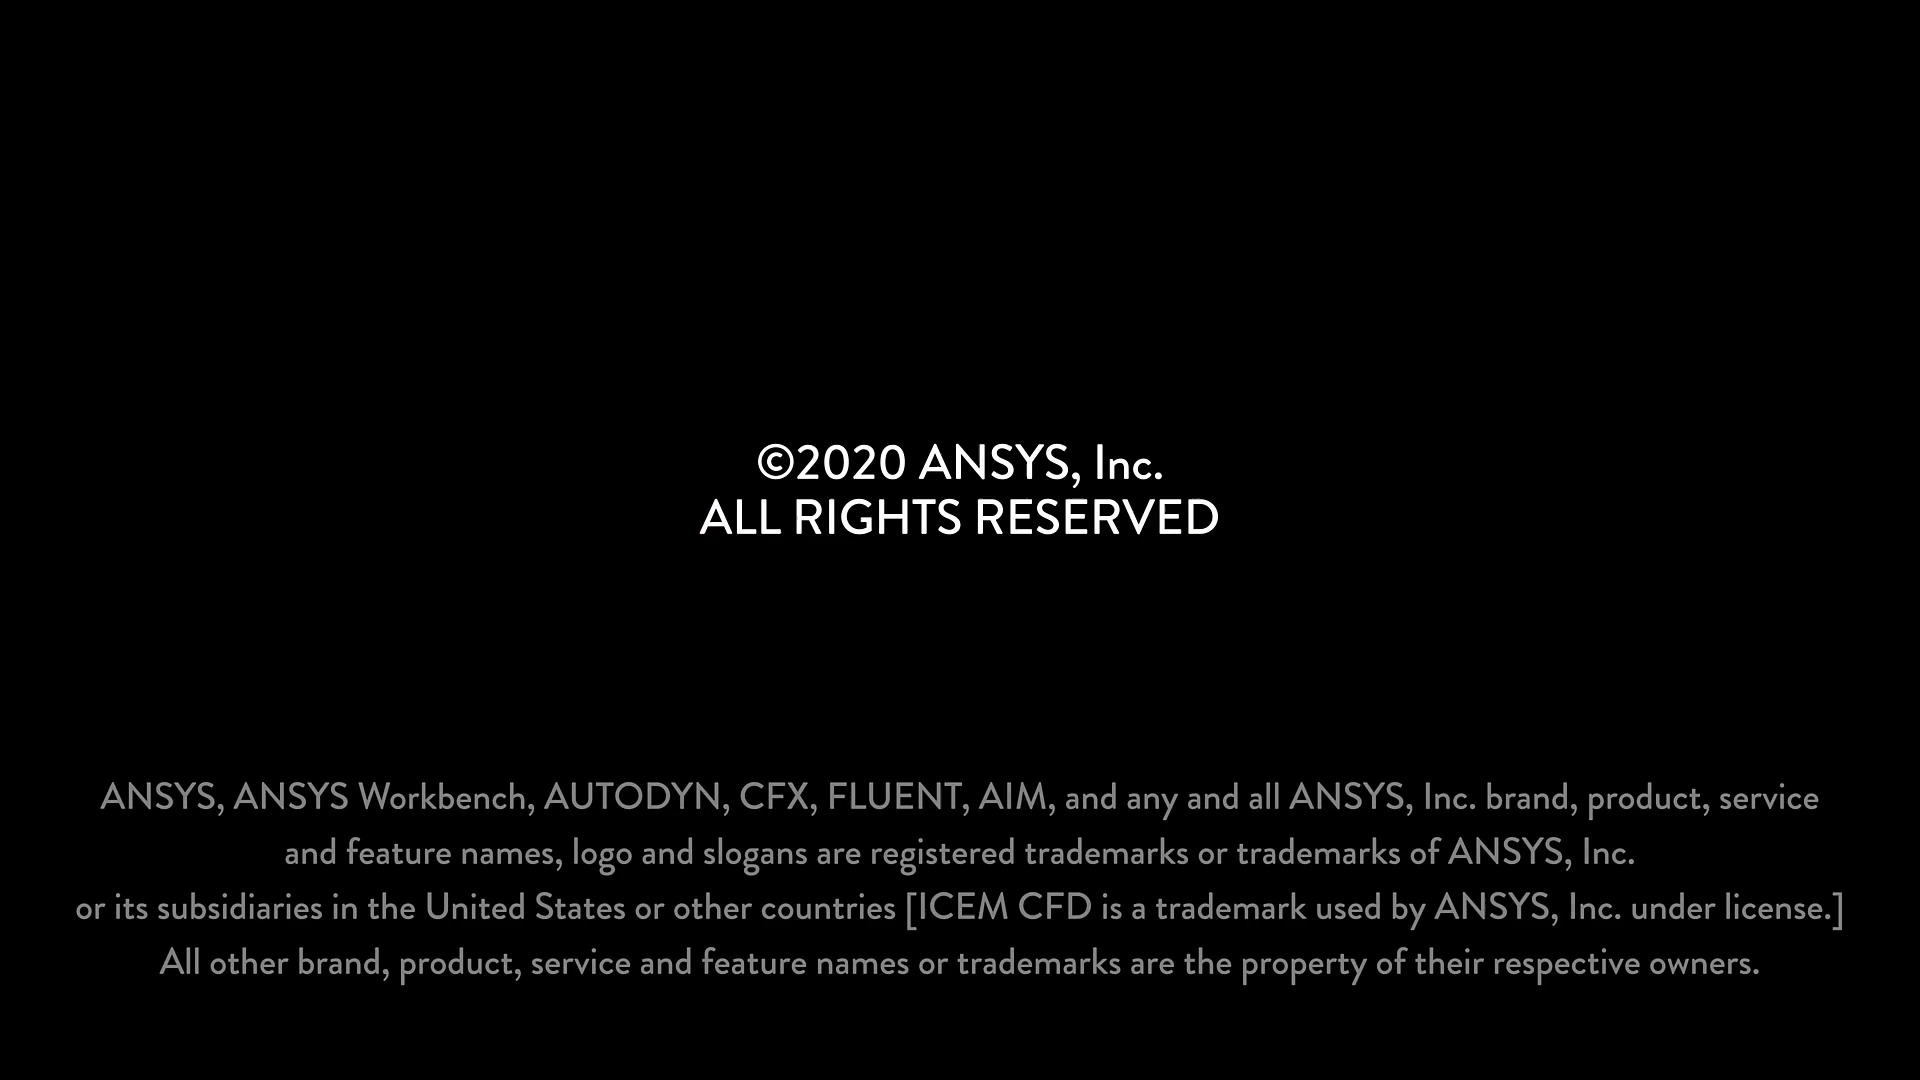 ©2020 ANSYS, Inc.
ALL RIGHTS RESERVED
ANSYS, ANSYS Workbench, AUTODYN, CFX, FLUENT, AIM, and any and all ANSYS, Inc. brand, product, service
and feature names, logo and slogans are registered trademarks or trademarks of ANSYS, Inc.
or its subsidiaries in the United States or other countries [ICEM CFD is a trademark used by ANSYS, Inc. under license.]
All other brand, product, service and feature names or trademarks are the property of their respective owners.